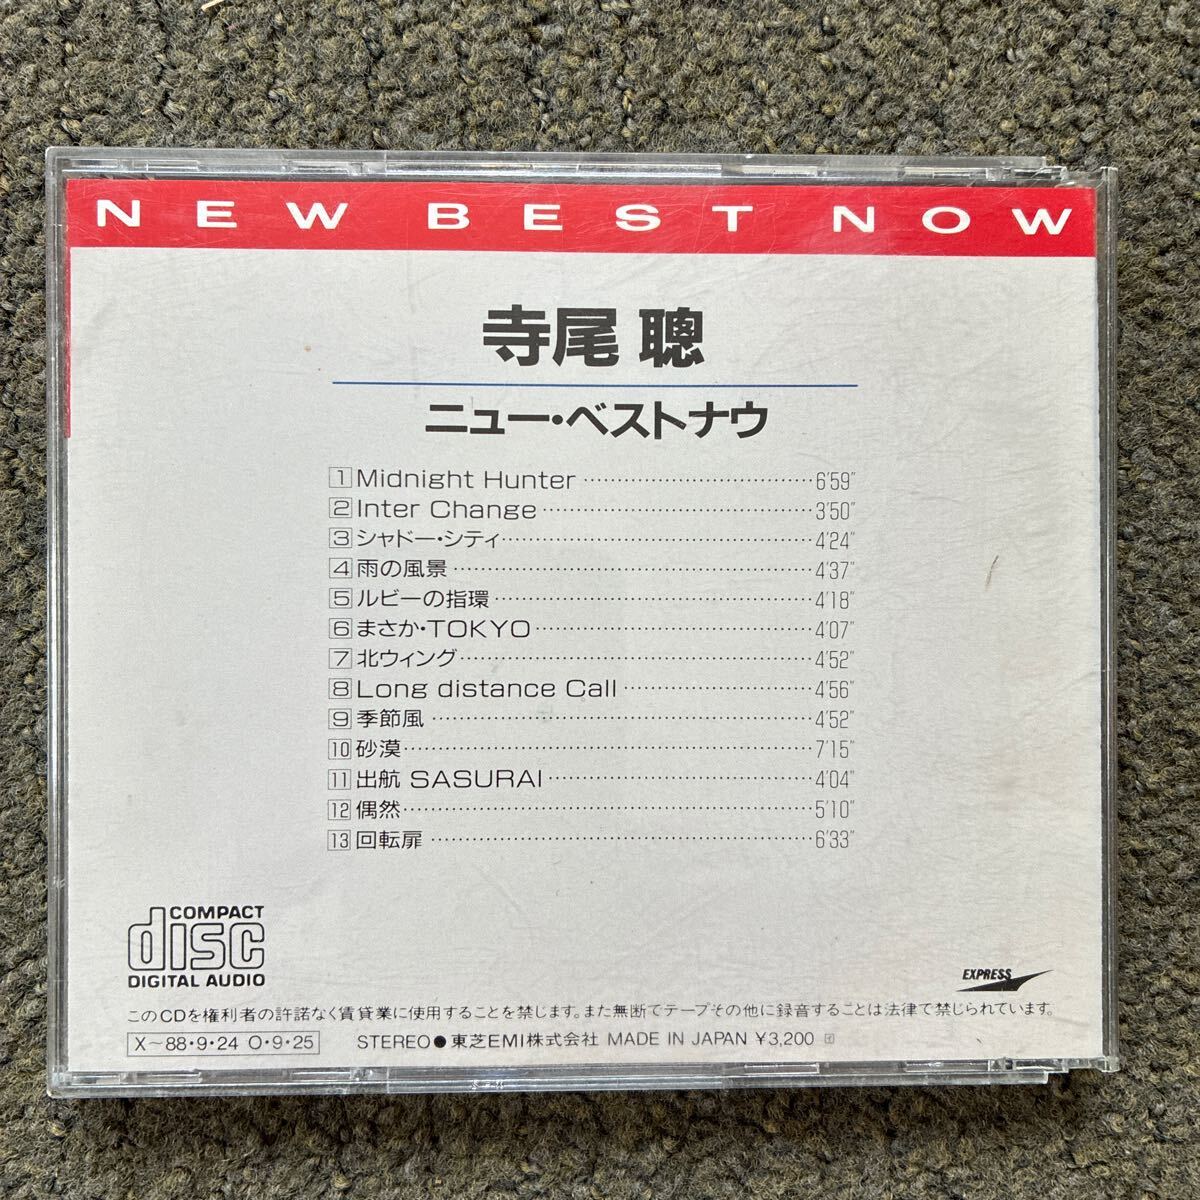 NEW BEST NOW
寺尾 聰
ニュー・ベストナウ
1 Midnight Hunter 6'59"
2 Inter Change 3'50"
3 シャドー・シティ 4'24"
4 雨の風景 4'37"
5 ルビーの指環 4'18"
6 まさか・TOKYO 4'07"
7 北ウィング 4'52"
8 Long distance Call 4'56"
9 季節風 4'52"
10 砂漠 7'15"
11 出航 SASURAI 4'04"
12 偶然 5'10"
13 回転扉 6'33"
COMPACT
disc
DIGITAL AUDIO
EXPRESS
このCDを権利者の許諾なく賃貸業に使用することを禁じます。また無断でテープその他に録音することは法律で禁じられています。
X〜88・9・24 O・9・25 STEREO●東芝EMI株式会社 MADE IN JAPAN ¥3,200